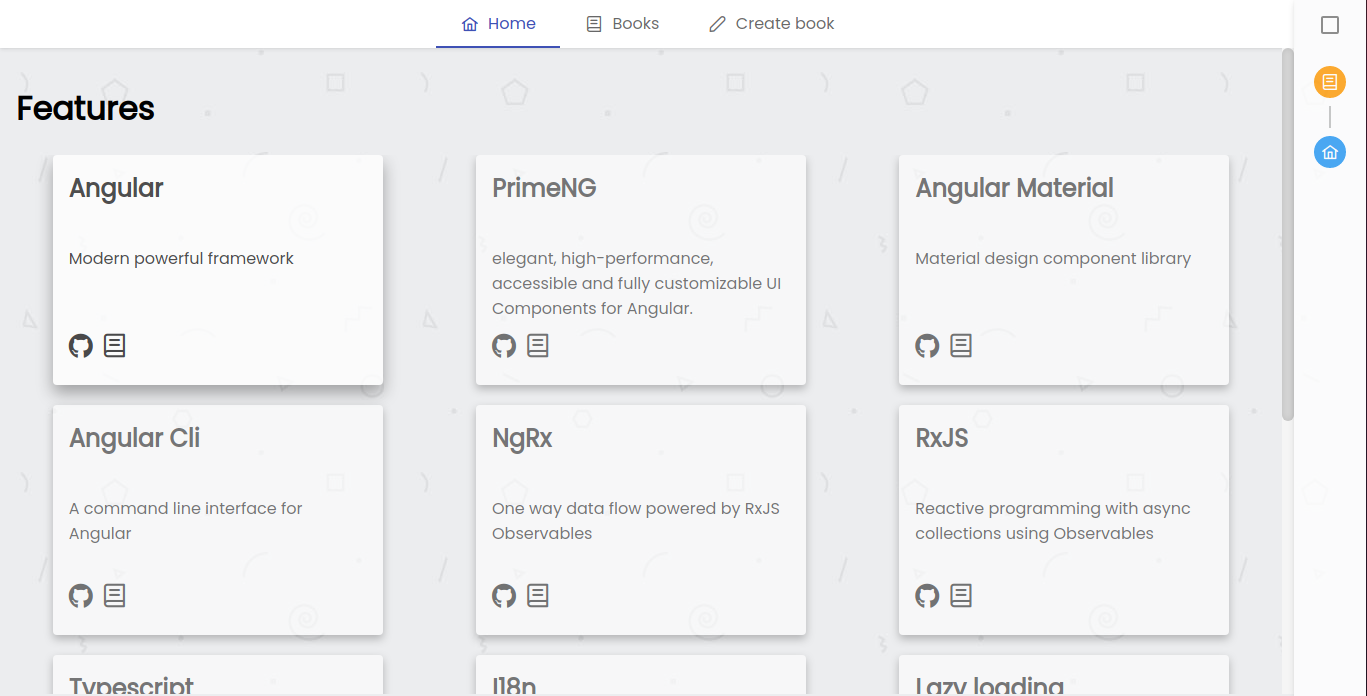 Home Books Create book
Features
Angular
Modern powerful framework
PrimeNG
elegant, high-performance,
accessible and fully customizable UI
Components for Angular.
Angular Material
Material design component library
Angular Cli
A command line interface for
Angular
NgRx
One way data flow powered by RxJS
Observables
RxJS
Reactive programming with async
collections using Observables
Typescript
I18n
Lazy loading